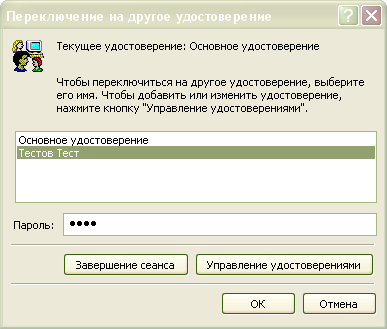 Переключение на другое удостоверение
Текущее удостоверение: Основное удостоверение
Чтобы переключиться на другое удостоверение, выберите
его имя. Чтобы добавить или изменить удостоверение,
нажмите кнопку "Управление удостоверениями".
Основное удостоверение
Тестов Тест
Пароль: ●●●●
Завершение сеанса Управление удостоверениями
ОК Отмена